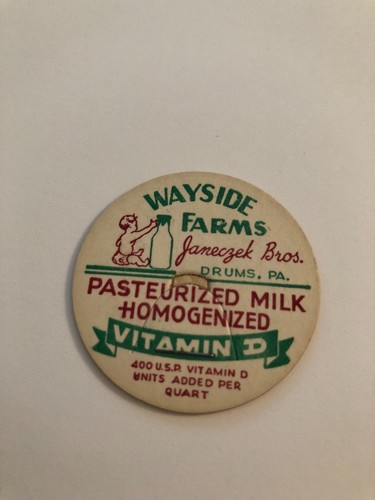 WAYSIDE
FARMS
Janeczek Bros.
DRUMS, PA.
PASTEURIZED MILK
HOMOGENIZED
VITAMIN D
400 U.S.P. VITAMIN D
UNITS ADDED PER
QUART